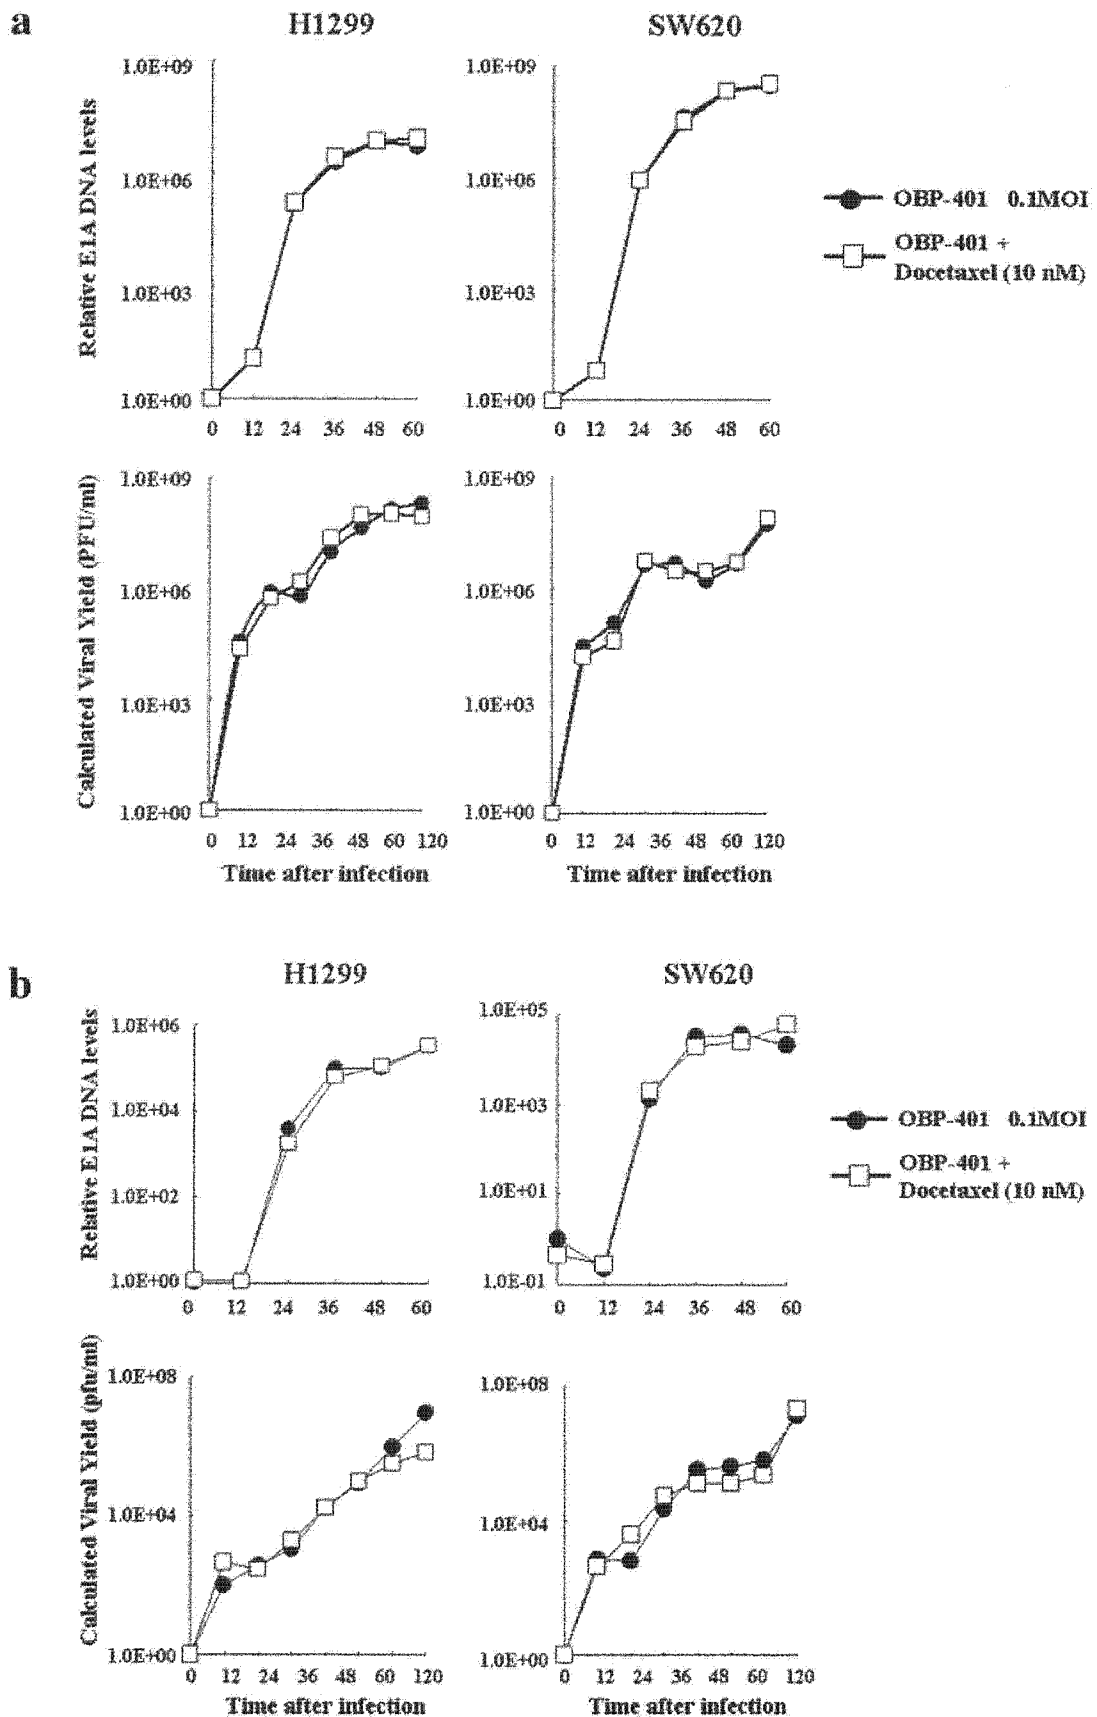 a
H1299
SW620
Relative E1A DNA levels
1.0E+09
1.0E+06
1.0E+03
1.0E+00
0 12 24 36 48 60
1.0E+09
1.0E+06
1.0E+03
1.0E+00
0 12 24 36 48 60
OBP-401 0.1MOI
OBP-401 +
Docetaxel (10 nM)
Calculated Viral Yield (PFU/ml)
1.0E+09
1.0E+06
1.0E+03
1.0E+00
0 12 24 36 48 60 120
Time after infection
1.0E+09
1.0E+06
1.0E+03
1.0E+00
0 12 24 36 48 60 120
Time after infection
b
H1299
SW620
Relative E1A DNA levels
1.0E+06
1.0E+04
1.0E+02
1.0E+00
0 12 24 36 48 60
1.0E+05
1.0E+03
1.0E+01
1.0E-01
0 12 24 36 48 60
OBP-401 0.1MOI
OBP-401 +
Docetaxel (10 nM)
Calculated Viral Yield (pfu/ml)
1.0E+08
1.0E+04
1.0E+00
0 12 24 36 48 60 120
Time after infection
1.0E+08
1.0E+04
1.0E+00
0 12 24 36 48 60 120
Time after infection